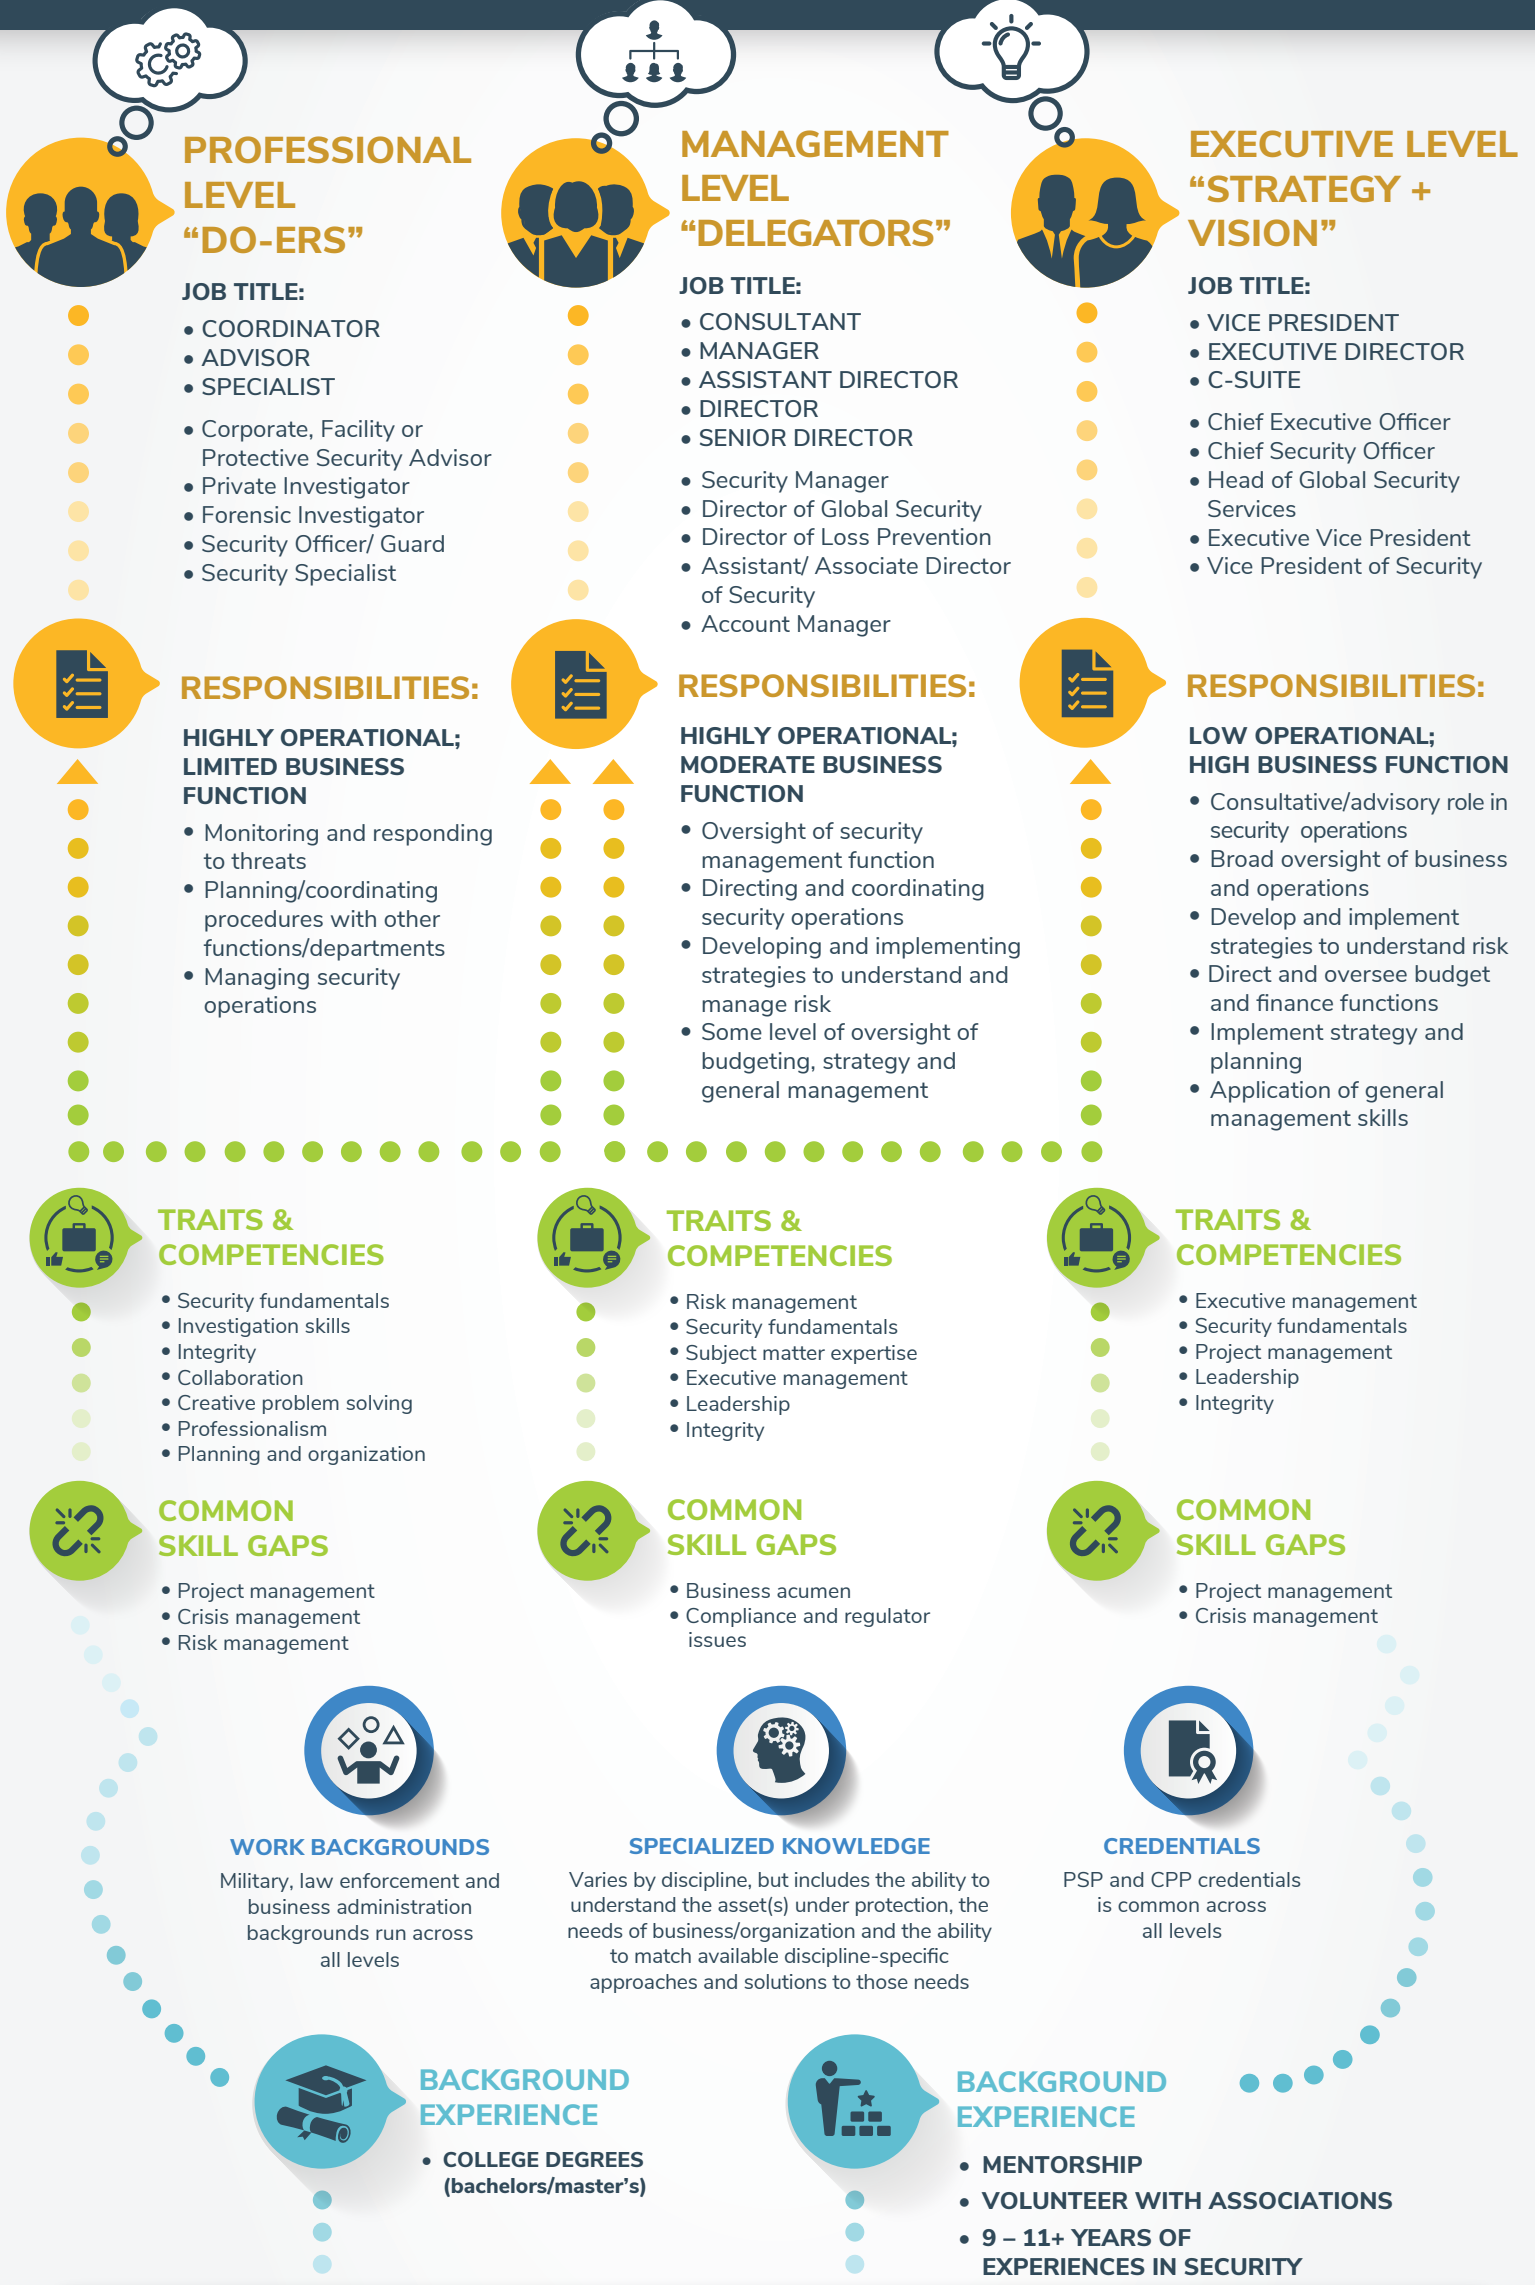 PROFESSIONAL
LEVEL
“DO-ERS”
JOB TITLE:
• COORDINATOR
• ADVISOR
• SPECIALIST
• Corporate, Facility or
Protective Security Advisor
• Private Investigator
• Forensic Investigator
• Security Officer/ Guard
• Security Specialist
RESPONSIBILITIES:
HIGHLY OPERATIONAL;
LIMITED BUSINESS
FUNCTION
• Monitoring and responding
to threats
• Planning/coordinating
procedures with other
functions/departments
• Managing security
operations
MANAGEMENT
LEVEL
“DELEGATORS”
JOB TITLE:
• CONSULTANT
• MANAGER
• ASSISTANT DIRECTOR
• DIRECTOR
• SENIOR DIRECTOR
• Security Manager
• Director of Global Security
• Director of Loss Prevention
• Assistant/ Associate Director
of Security
• Account Manager
RESPONSIBILITIES:
HIGHLY OPERATIONAL;
MODERATE BUSINESS
FUNCTION
• Oversight of security
management function
• Directing and coordinating
security operations
• Developing and implementing
strategies to understand and
manage risk
• Some level of oversight of
budgeting, strategy and
general management
EXECUTIVE LEVEL
“STRATEGY +
VISION”
JOB TITLE:
• VICE PRESIDENT
• EXECUTIVE DIRECTOR
• C-SUITE
• Chief Executive Officer
• Chief Security Officer
• Head of Global Security
Services
• Executive Vice President
• Vice President of Security
RESPONSIBILITIES:
LOW OPERATIONAL;
HIGH BUSINESS FUNCTION
• Consultative/advisory role in
security operations
• Broad oversight of business
and operations
• Develop and implement
strategies to understand risk
• Direct and oversee budget
and finance functions
• Implement strategy and
planning
• Application of general
management skills
TRAITS &
COMPETENCIES
• Security fundamentals
• Investigation skills
• Integrity
• Collaboration
• Creative problem solving
• Professionalism
• Planning and organization
COMMON
SKILL GAPS
• Project management
• Crisis management
• Risk management
TRAITS &
COMPETENCIES
• Risk management
• Security fundamentals
• Subject matter expertise
• Executive management
• Leadership
• Integrity
COMMON
SKILL GAPS
• Business acumen
• Compliance and regulator
issues
TRAITS &
COMPETENCIES
• Executive management
• Security fundamentals
• Project management
• Leadership
• Integrity
COMMON
SKILL GAPS
• Project management
• Crisis management
WORK BACKGROUNDS
Military, law enforcement and
business administration
backgrounds run across
all levels
SPECIALIZED KNOWLEDGE
Varies by discipline, but includes the ability to
understand the asset(s) under protection, the
needs of business/organization and the ability
to match available discipline-specific
approaches and solutions to those needs
CREDENTIALS
PSP and CPP credentials
is common across
all levels
BACKGROUND
EXPERIENCE
• COLLEGE DEGREES
(bachelors/master’s)
BACKGROUND
EXPERIENCE
• MENTORSHIP
• VOLUNTEER WITH ASSOCIATIONS
• 9 – 11+ YEARS OF
EXPERIENCES IN SECURITY